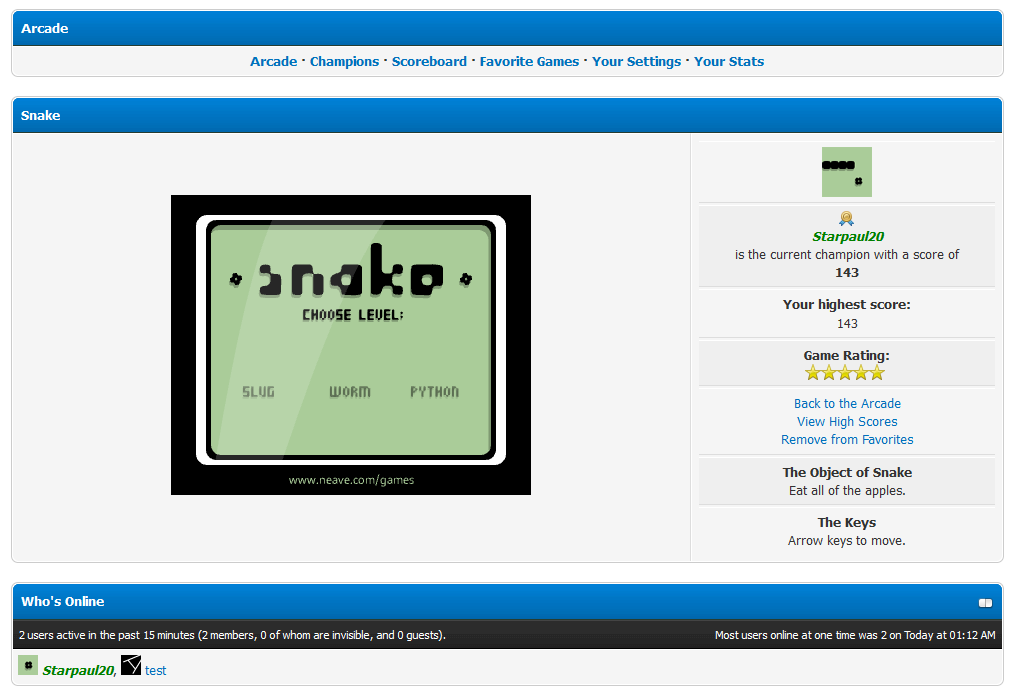 Arcade
Arcade · Champions · Scoreboard · Favorite Games · Your Settings · Your Stats
Snake
snake
CHOOSE LEVEL:
SLUG WORM PYTHON
www.neave.com/games
Starpaul20
is the current champion with a score of
143
Your highest score:
143
Game Rating:
Back to the Arcade
View High Scores
Remove from Favorites
The Object of Snake
Eat all of the apples.
The Keys
Arrow keys to move.
Who's Online
2 users active in the past 15 minutes (2 members, 0 of whom are invisible, and 0 guests).
Most users online at one time was 2 on Today at 01:12 AM
Starpaul20, test